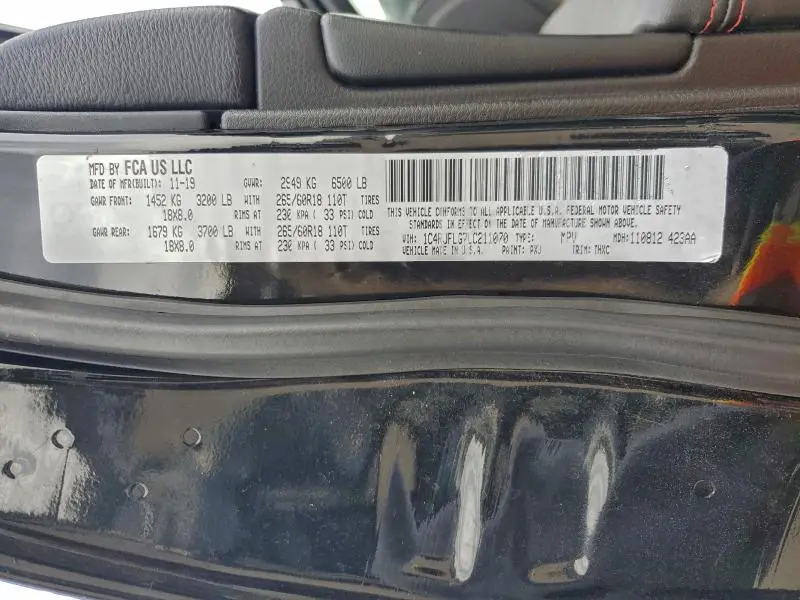 MFD BY FCA US LLC
DATE OF MFR(BUILT): 11-19 GVWR: 2949 KG 6500 LB
GAWR FRONT: 1452 KG 3200 LB WITH 265/60R18 110T TIRES
18X8.0 RIMS AT 230 KPA ( 33 PSI) COLD
GAWR REAR: 1679 KG 3700 LB WITH 265/60R18 110T TIRES
18X8.0 RIMS AT 230 KPA ( 33 PSI) COLD
THIS VEHICLE CONFORMS TO ALL APPLICABLE U.S.A. FEDERAL MOTOR VEHICLE SAFETY
STANDARDS IN EFFECT ON THE DATE OF MANUFACTURE SHOWN ABOVE.
VIN: 1C4RJFLG7LC211070 TYPE: MPV MDH: 110812 423AA
VEHICLE MADE IN U.S.A. PAINT: PXJ TRIM: THXC